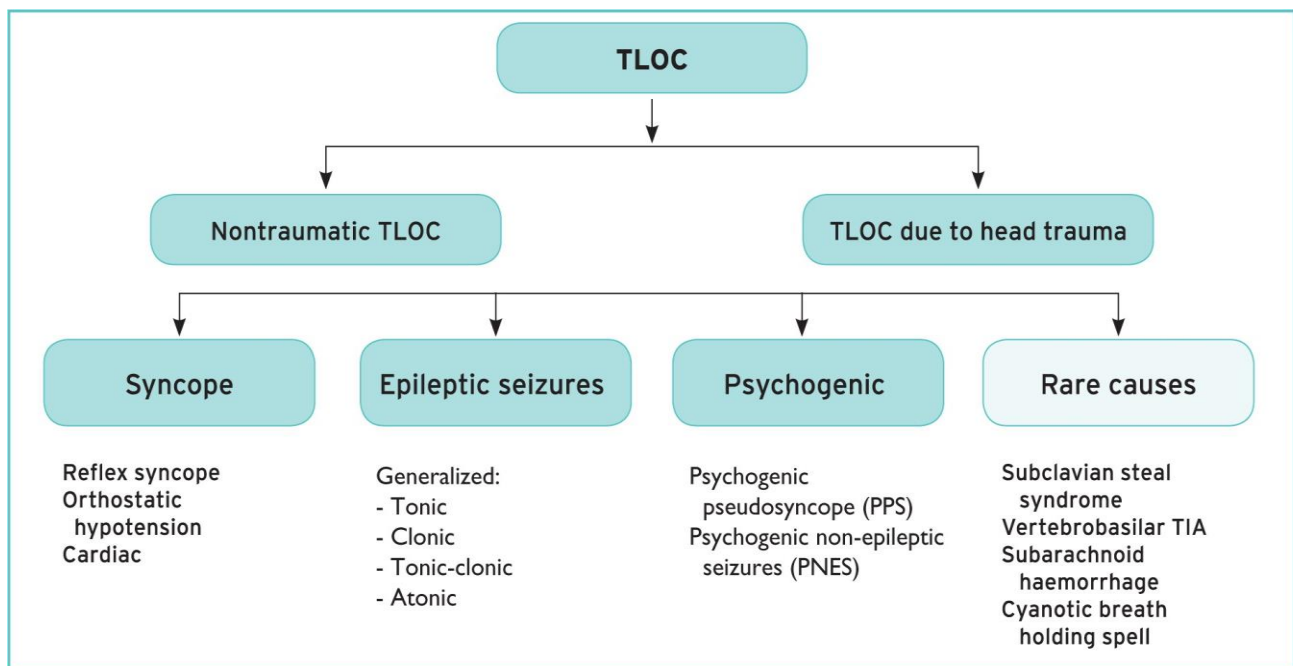 TLOC
Nontraumatic TLOC
TLOC due to head trauma
Syncope
Epileptic seizures
Psychogenic
Rare causes
Reflex syncope
Orthostatic
hypotension
Cardiac
Generalized:
- Tonic
- Clonic
- Tonic-clonic
- Atonic
Psychogenic
pseudosyncope (PPS)
Psychogenic non-epileptic
seizures (PNES)
Subclavian steal
syndrome
Vertebrobasilar TIA
Subarachnoid
haemorrhage
Cyanotic breath
holding spell